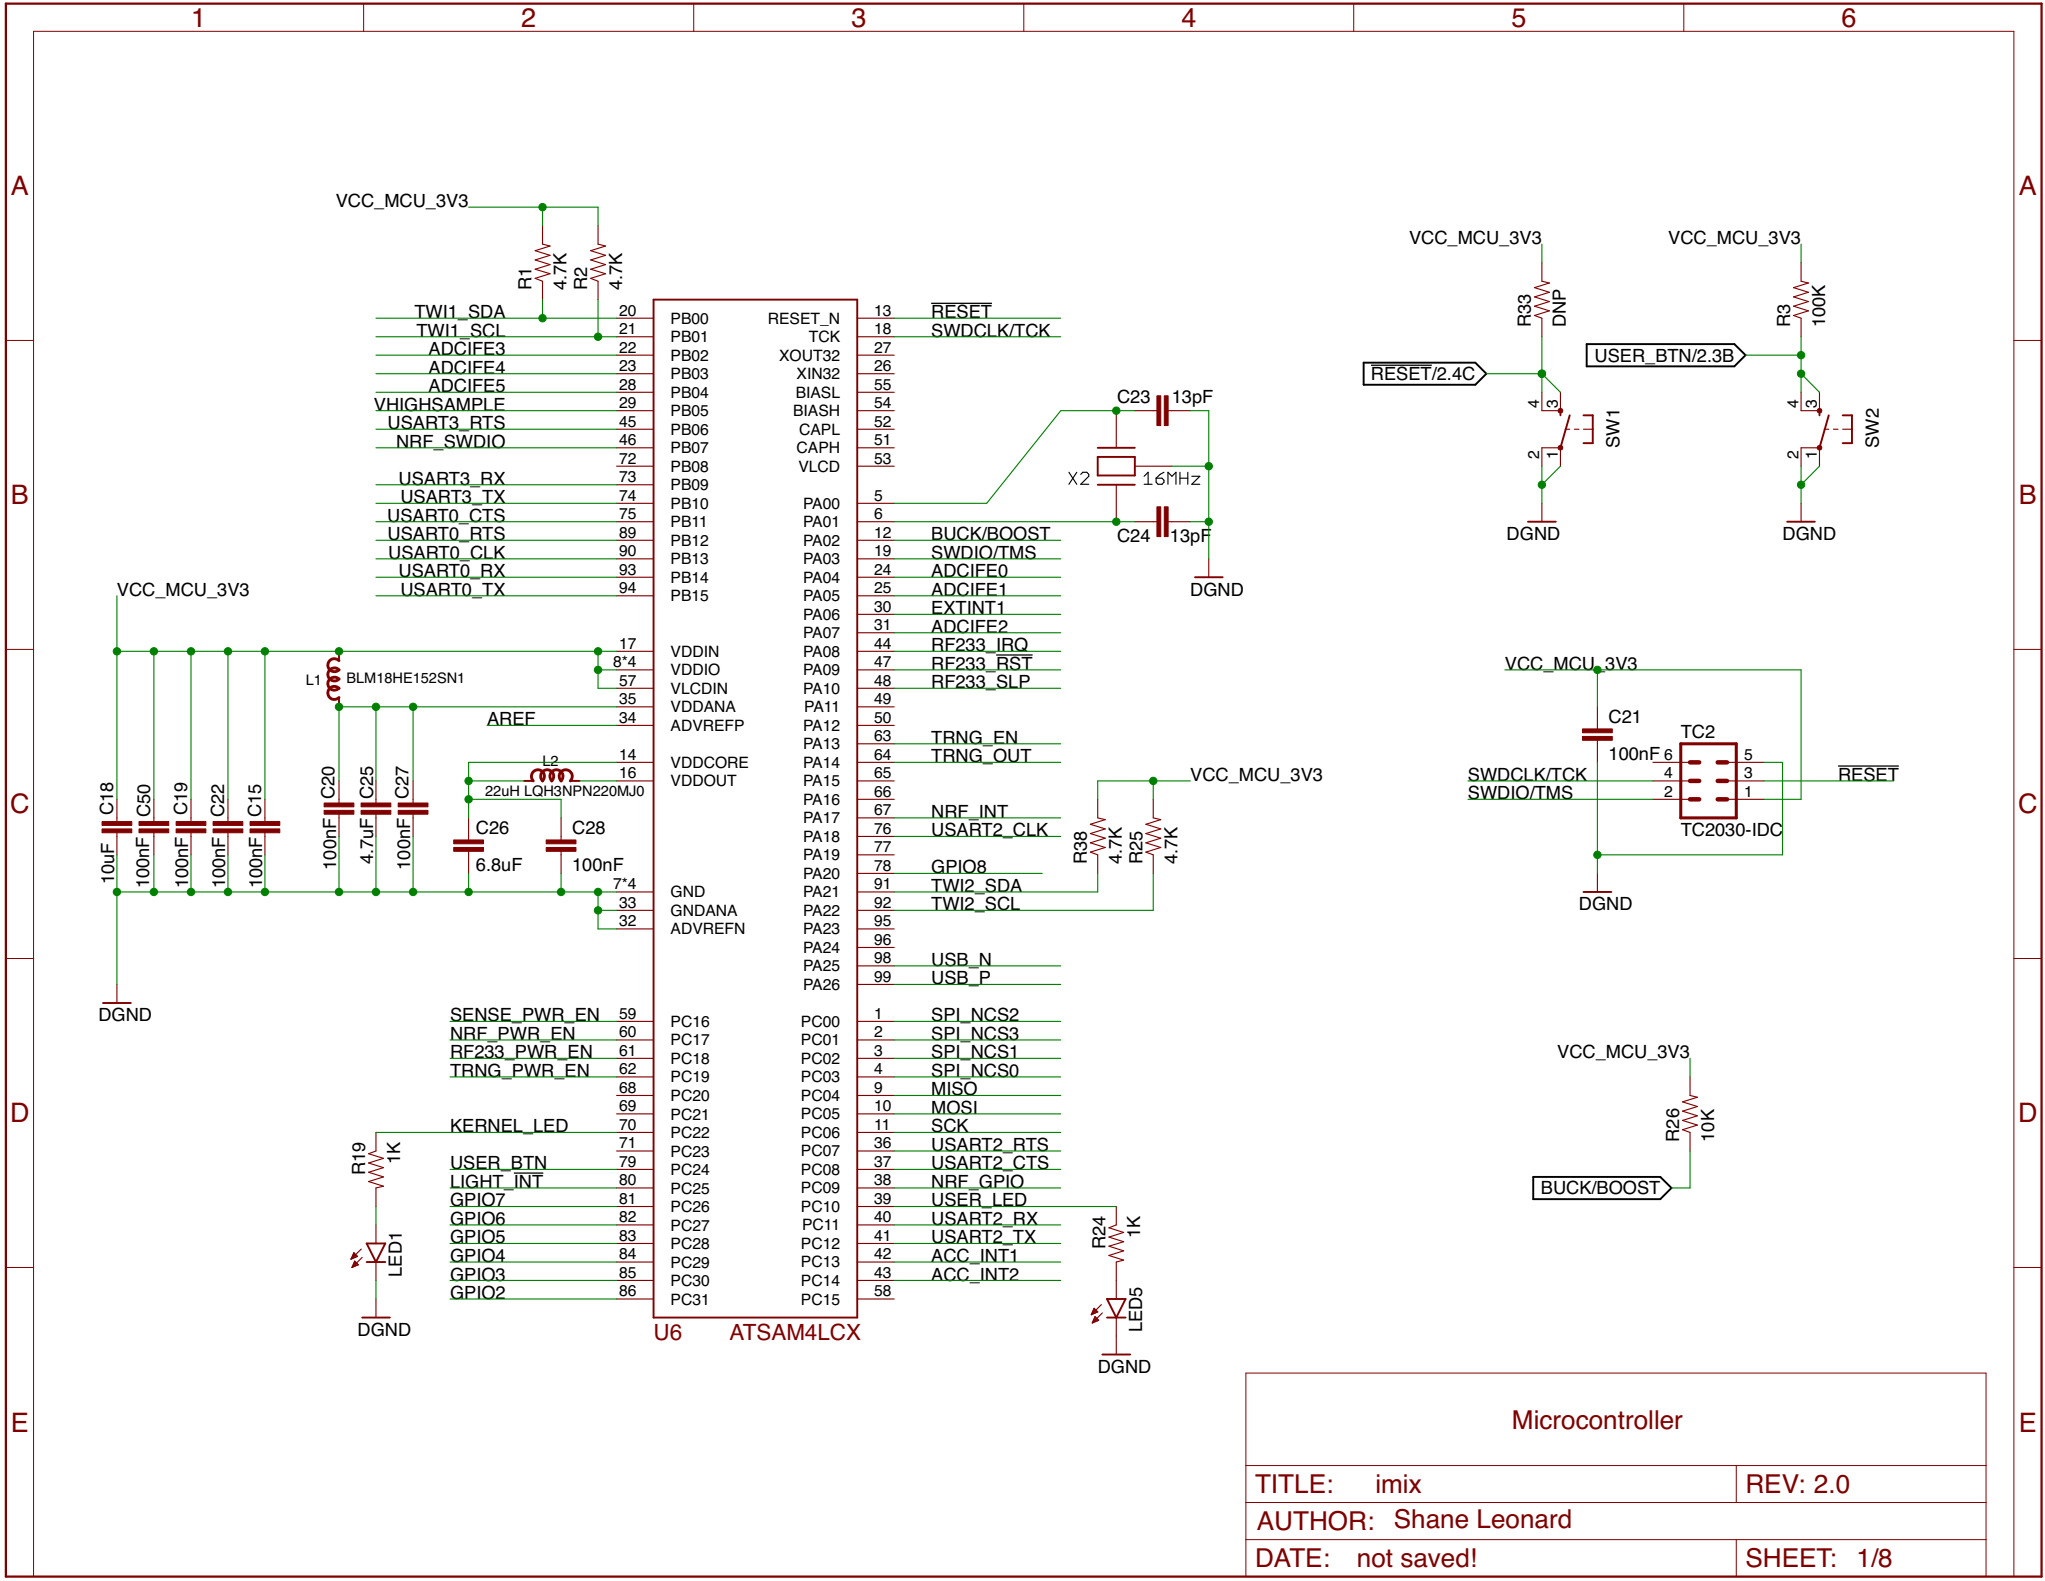 1 2 3 4 5 6
A
B
C
D
E
A
B
C
D
E
VCC_MCU_3V3
R1
4.7K
R2
4.7K
TWI1_SDA 20 PB00
TWI1_SCL 21 PB01
ADCIFE3 22 PB02
ADCIFE4 23 PB03
ADCIFE5 28 PB04
VHIGHSAMPLE 29 PB05
USART3_RTS 45 PB06
NRF_SWDIO 46 PB07
72 PB08
USART3_RX 73 PB09
USART3_TX 74 PB10
USART0_CTS 75 PB11
USART0_RTS 89 PB12
USART0_CLK 90 PB13
USART0_RX 93 PB14
USART0_TX 94 PB15
VCC_MCU_3V3
17 VDDIN
8*4 VDDIO
57 VLCDIN
35 VDDANA
AREF 34 ADVREFP
14 VDDCORE
16 VDDOUT
L1 BLM18HE152SN1
L2
22uH LQH3NPN220MJ0
C18
10uF
C50
100nF
C19
100nF
C22
100nF
C15
100nF
C20
100nF
C25
4.7uF
C27
100nF
C26
6.8uF
C28
100nF
7*4 GND
33 GNDANA
32 ADVREFN
DGND
SENSE_PWR_EN 59 PC16
NRF_PWR_EN 60 PC17
RF233_PWR_EN 61 PC18
TRNG_PWR_EN 62 PC19
68 PC20
69 PC21
KERNEL_LED 70 PC22
71 PC23
USER_BTN 79 PC24
LIGHT_INT 80 PC25
GPIO7 81 PC26
GPIO6 82 PC27
GPIO5 83 PC28
GPIO4 84 PC29
GPIO3 85 PC30
GPIO2 86 PC31
R19
1K
LED1
DGND
U6 ATSAM4LCX
RESET_N 13 RESET
TCK 18 SWDCLK/TCK
XOUT32 27
XIN32 26
BIASL 55
BIASH 54
CAPL 52
CAPH 51
VLCD 53
PA00 5
PA01 6
PA02 12 BUCK/BOOST
PA03 19 SWDIO/TMS
PA04 24 ADCIFE0
PA05 25 ADCIFE1
PA06 30 EXTINT1
PA07 31 ADCIFE2
PA08 44 RF233_IRQ
PA09 47 RF233_RST
PA10 48 RF233_SLP
PA11 49
PA12 50
PA13 63 TRNG_EN
PA14 64 TRNG_OUT
PA15 65
PA16 66
PA17 67 NRF_INT
PA18 76 USART2_CLK
PA19 77
PA20 78 GPIO8
PA21 91 TWI2_SDA
PA22 92 TWI2_SCL
PA23 95
PA24 96
PA25 98 USB_N
PA26 99 USB_P
PC00 1 SPI_NCS2
PC01 2 SPI_NCS3
PC02 3 SPI_NCS1
PC03 4 SPI_NCS0
PC04 9 MISO
PC05 10 MOSI
PC06 11 SCK
PC07 36 USART2_RTS
PC08 37 USART2_CTS
PC09 38 NRF_GPIO
PC10 39 USER_LED
PC11 40 USART2_RX
PC12 41 USART2_TX
PC13 42 ACC_INT1
PC14 43 ACC_INT2
PC15 58
C23 13pF
X2 16MHz
C24 13pF
DGND
VCC_MCU_3V3
R38
4.7K
R25
4.7K
R24
1K
LED5
DGND
VCC_MCU_3V3
R33
DNP
RESET/2.4C
4 3
SW1
2 1
DGND
VCC_MCU_3V3
R3
100K
USER_BTN/2.3B
4 3
SW2
2 1
DGND
VCC_MCU_3V3
C21
100nF
TC2
6 5
SWDCLK/TCK 4 3 RESET
SWDIO/TMS 2 1
TC2030-IDC
DGND
VCC_MCU_3V3
R26
10K
BUCK/BOOST
Microcontroller
TITLE: imix REV: 2.0
AUTHOR: Shane Leonard
DATE: not saved! SHEET: 1/8